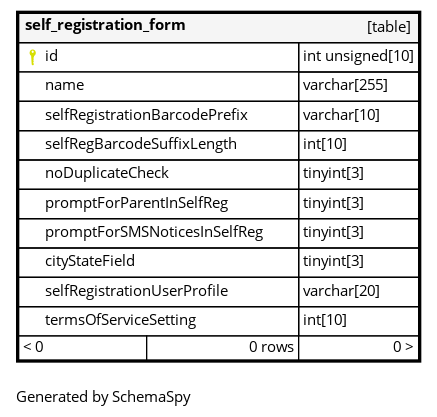 self_registration_form [table]
id int unsigned[10]
name varchar[255]
selfRegistrationBarcodePrefix varchar[10]
selfRegBarcodeSuffixLength int[10]
noDuplicateCheck tinyint[3]
promptForParentInSelfReg tinyint[3]
promptForSMSNoticesInSelfReg tinyint[3]
cityStateField tinyint[3]
selfRegistrationUserProfile varchar[20]
termsOfServiceSetting int[10]
< 0 0 rows 0 >
Generated by SchemaSpy